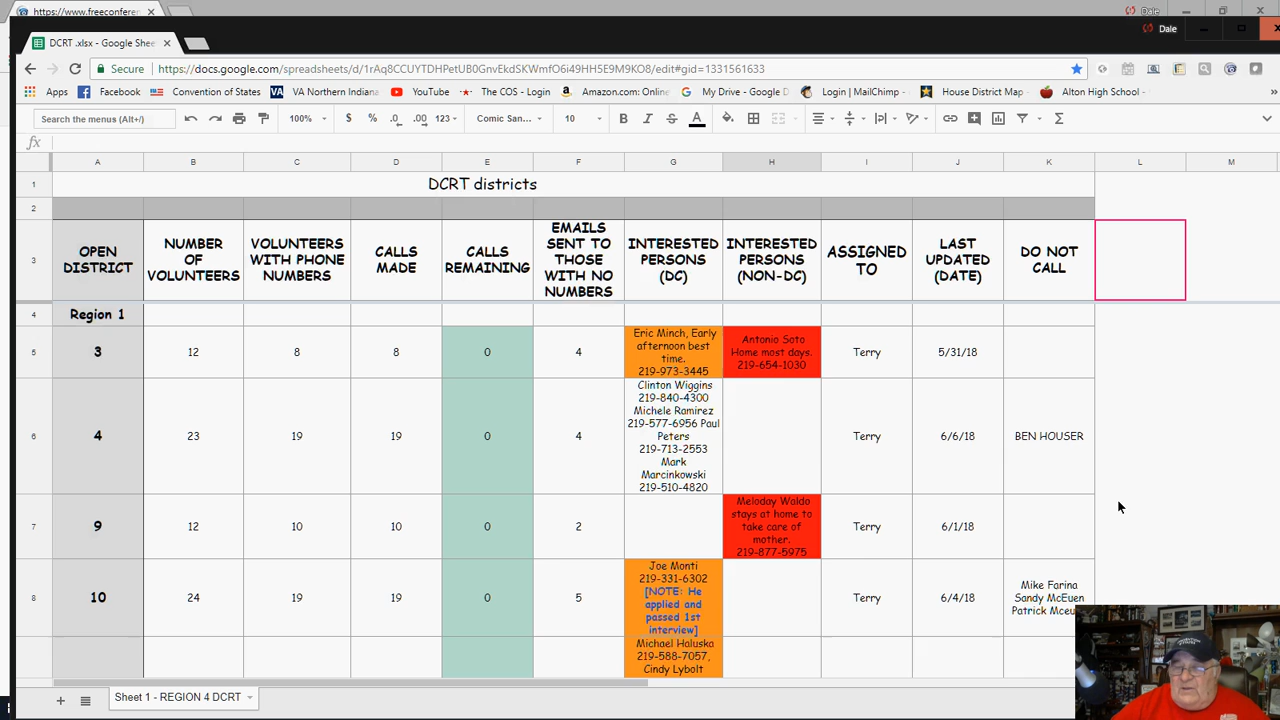 https://www.freeconferen
Dale
Dale
DCRT .xlsx - Google Shee
Secure
https://docs.google.com/spreadsheets/d/1rAq8CCUYTDHPetUB0GnvEkdSKWmfO6i49HH5E9M9KO8/edit#gid=1331561633
Apps
Facebook
Convention of States
VA Northern Indiana
YouTube
The COS - Login
Amazon.com: Online
My Drive - Google D
Login | MailChimp
House District Map
Alton High School -
Search the menus (Alt+/)
100%
$ % .0 .00 123
Comic San...
10
B I S A
fx
A B C D E F G H I J K L M
1
DCRT districts
2
3
OPEN
DISTRICT
NUMBER
OF
VOLUNTEERS
VOLUNTEERS
WITH PHONE
NUMBERS
CALLS
MADE
CALLS
REMAINING
EMAILS
SENT TO
THOSE
WITH NO
NUMBERS
INTERESTED
PERSONS
(DC)
INTERESTED
PERSONS
(NON-DC)
ASSIGNED
TO
LAST
UPDATED
(DATE)
DO NOT
CALL
4
Region 1
5
3
12
8
8
0
4
Eric Minch, Early
afternoon best
time.
219-973-3445
Antonio Soto
Home most days.
219-654-1030
Terry
5/31/18
6
4
23
19
19
0
4
Clinton Wiggins
219-840-4300
Michele Ramirez
219-577-6956 Paul
Peters
219-713-2553
Mark
Marcinkowski
219-510-4820
Terry
6/6/18
BEN HOUSER
7
9
12
10
10
0
2
Meloday Waldo
stays at home to
take care of
mother.
219-877-5975
Terry
6/1/18
8
10
24
19
19
0
5
Joe Monti
219-331-6302
[NOTE: He
applied and
passed 1st
interview]
Terry
6/4/18
Mike Farina
Sandy McEuen
Patrick Mceu
Michael Haluska
219-588-7057,
Cindy Lybolt
Sheet 1 - REGION 4 DCRT